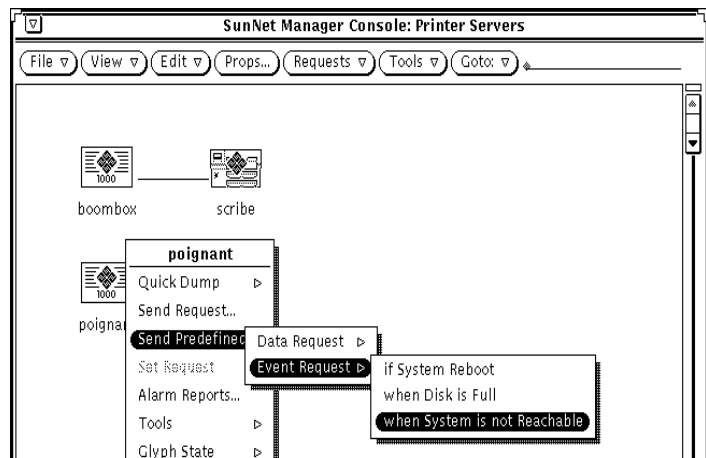 SunNet Manager Console: Printer Servers
File View Edit Props... Requests Tools Goto:
1000
boombox scribe
poignant
1000
Quick Dump
Send Request...
poignan
Send Predefined
Data Request
Set Request
Event Request
if System Reboot
Alarm Reports...
when Disk is Full
Tools
when System is not Reachable
Glyph State